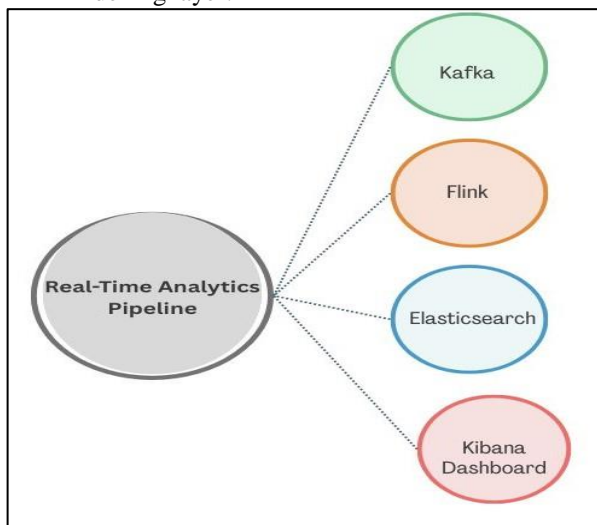 Kafka
Flink
Real-Time Analytics
Pipeline
Elasticsearch
Kibana
Dashboard